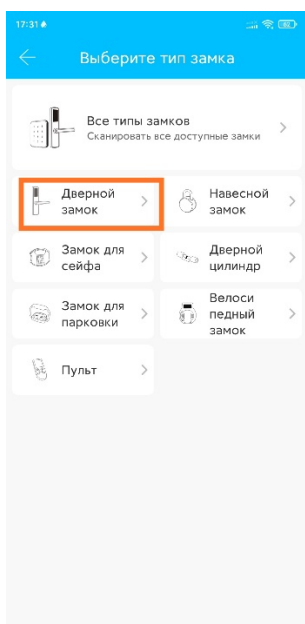 17:31
Выберите тип замка
Все типы замков
Сканировать все доступные замки
Дверной
замок
Навесной
замок
Замок для
сейфа
Дверной
цилиндр
Замок для
парковки
Велоси
педный
замок
Пульт